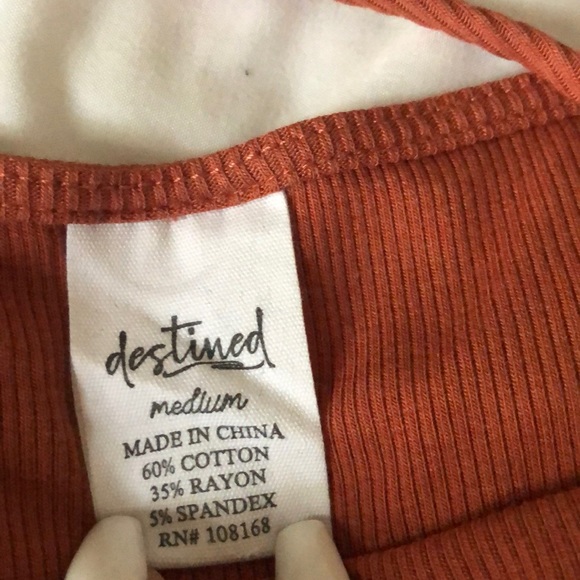 destined
medium
MADE IN CHINA
60% COTTON
35% RAYON
5% SPANDEX
RN# 108168